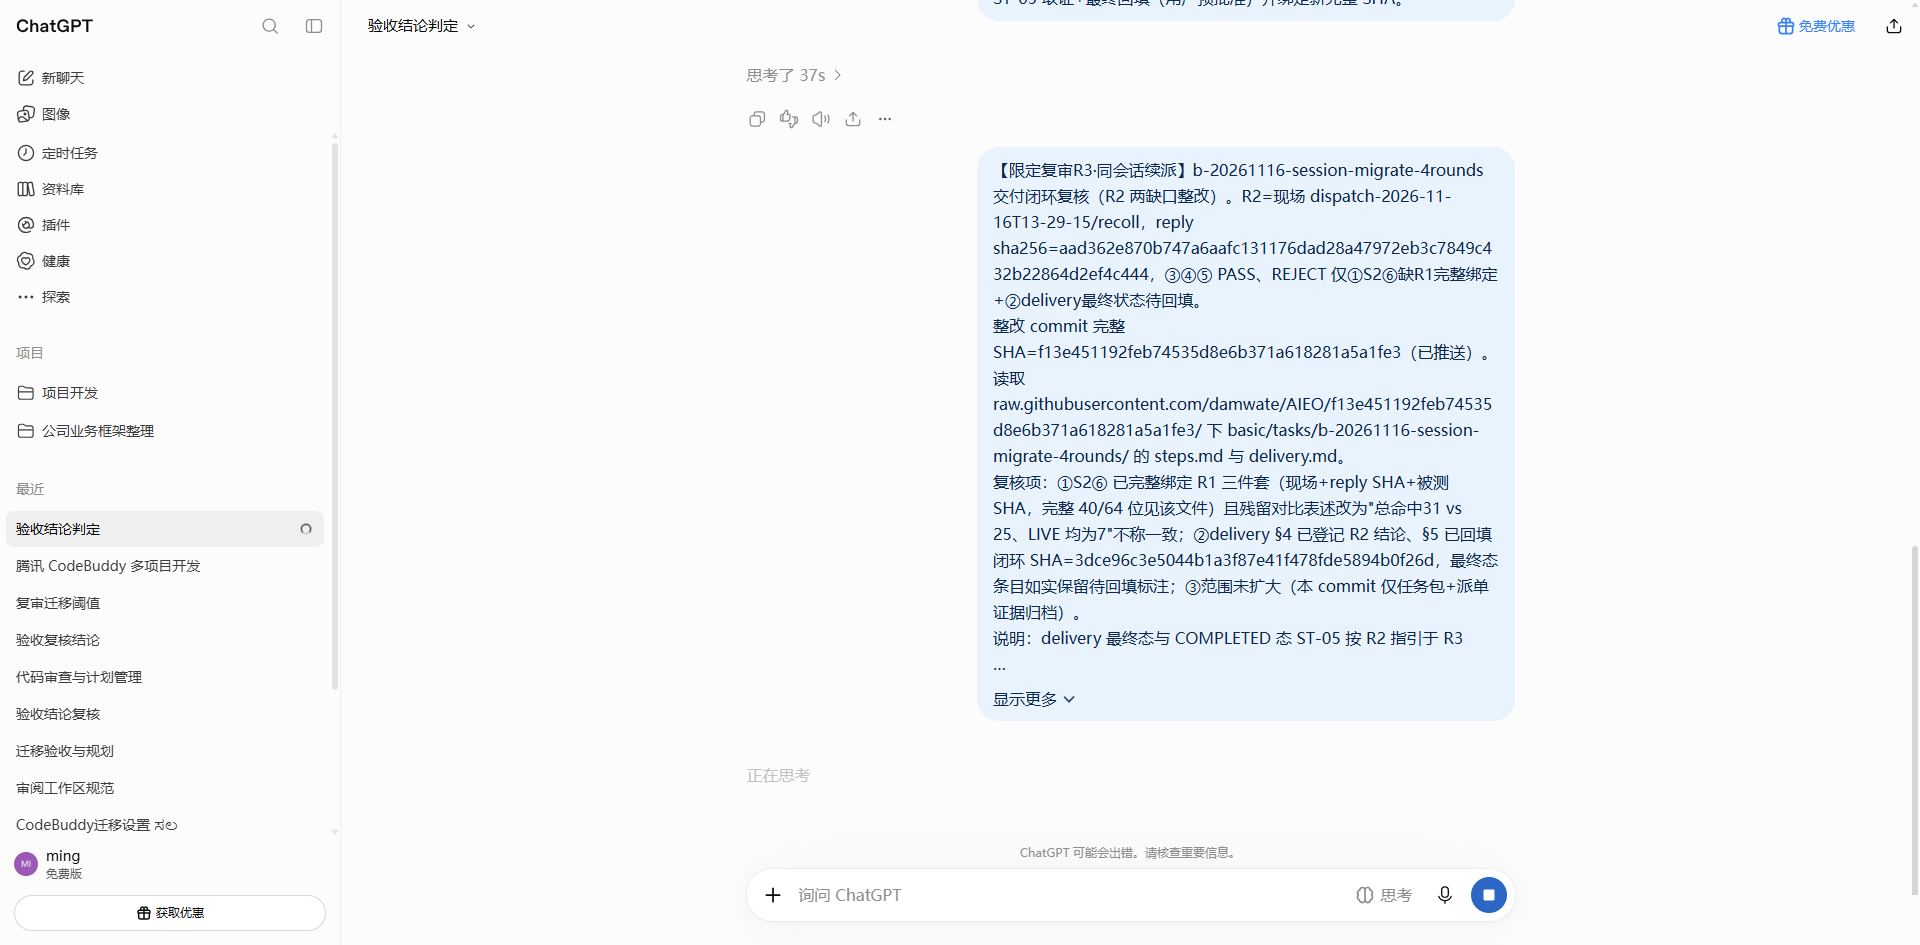 ChatGPT
新聊天
图像
定时任务
资料库
插件
健康
探索
项目
项目开发
公司业务框架整理
最近
验收结论判定
腾讯 CodeBuddy 多项目开发
复审迁移阈值
验收复核结论
代码审查与计划管理
验收结论复核
迁移验收与规划
审阅工作区规范
CodeBuddy迁移设置
MI
ming
免费版
获取优惠
验收结论判定
免费优惠
思考了 37s
【限定复审R3·同会话续派】b-20261116-session-migrate-4rounds
交付闭环复核（R2 两缺口整改）。R2=现场 dispatch-2026-11-
16T13-29-15/recoll，reply
sha256=aad362e870b747a6aafc131176dad28a47972eb3c7849c4
32b22864d2ef4c444，③④⑤ PASS、REJECT 仅①S2⑥缺R1完整绑定
+②delivery最终状态待回填。
整改 commit 完整
SHA=f13e451192feb74535d8e6b371a618281a5a1fe3（已推送）。
读取
raw.githubusercontent.com/damwate/AIEO/f13e451192feb74535
d8e6b371a618281a5a1fe3/ 下 basic/tasks/b-20261116-session-
migrate-4rounds/ 的 steps.md 与 delivery.md。
复核项：①S2⑥ 已完整绑定 R1 三件套（现场+reply SHA+被测
SHA，完整 40/64 位见该文件）且残留对比表述改为"总命中31 vs
25、LIVE 均为7"不称一致；②delivery §4 已登记 R2 结论、§5 已回填
闭环 SHA=3dce96c3e5044b1a3f87e41f478fde5894b0f26d，最终态
条目如实保留待回填标注；③范围未扩大（本 commit 仅任务包+派单
证据归档）。
说明：delivery 最终态与 COMPLETED 态 ST-05 按 R2 指引于 R3
...
显示更多
正在思考
ChatGPT 可能会出错。请核查重要信息。
询问 ChatGPT
思考